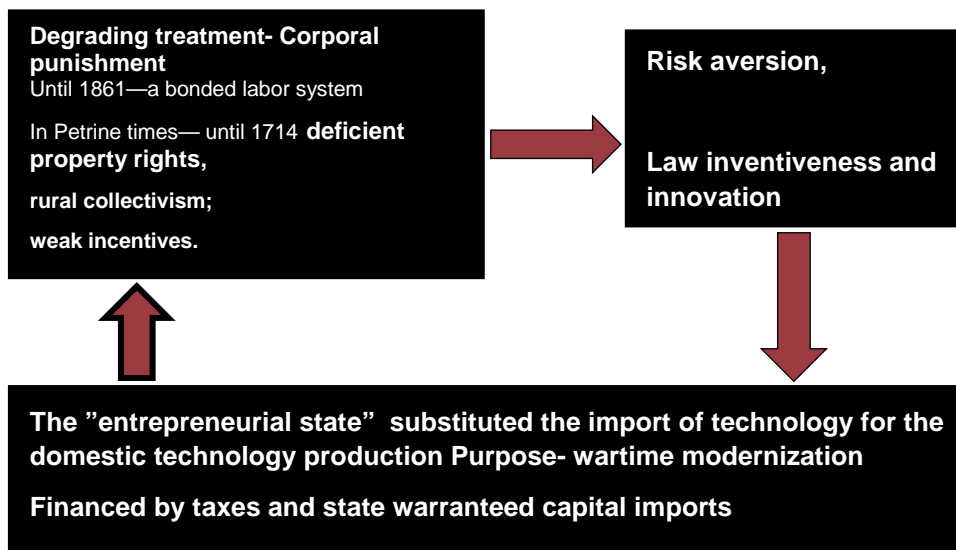 Degrading treatment- Corporal
punishment
Until 1861—a bonded labor system
In Petrine times— until 1714 deficient
property rights,
rural collectivism;
weak incentives.
Risk aversion,
Law inventiveness and
innovation
The ”entrepreneurial state” substituted the import of technology for the
domestic technology production Purpose- wartime modernization
Financed by taxes and state warranteed capital imports